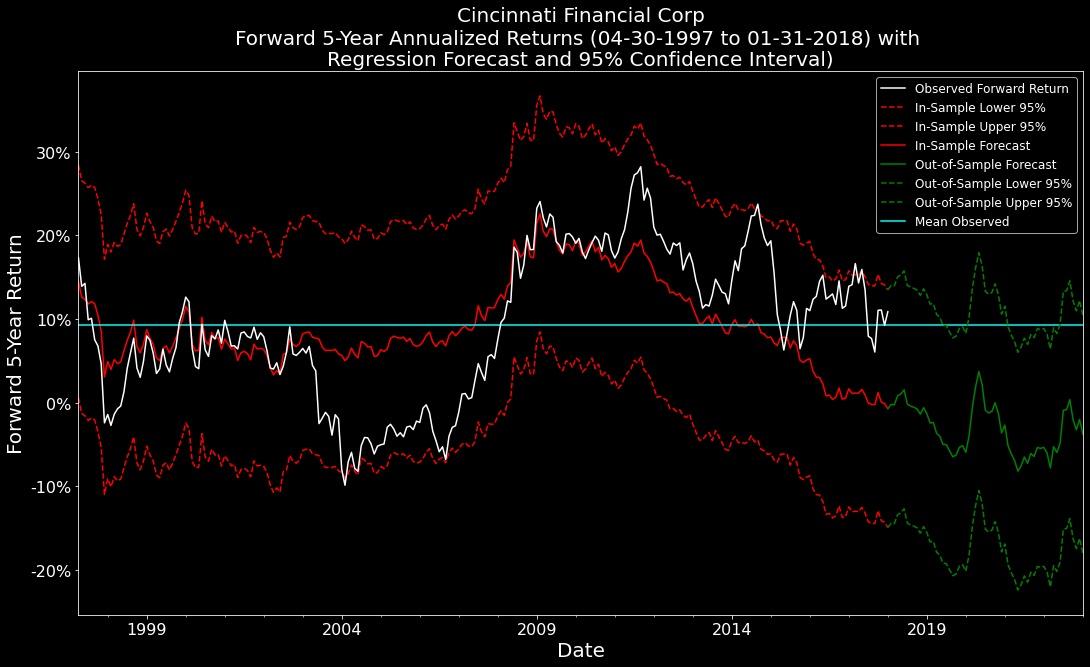 Cincinnati Financial Corp
Forward 5-Year Annualized Returns (04-30-1997 to 01-31-2018) with
Regression Forecast and 95% Confidence Interval)
Observed Forward Return
In-Sample Lower 95%
In-Sample Upper 95%
In-Sample Forecast
Out-of-Sample Forecast
Out-of-Sample Lower 95%
Out-of-Sample Upper 95%
Mean Observed
Forward 5-Year Return
30%
20%
10%
0%
-10%
-20%
1999 2004 2009 2014 2019
Date